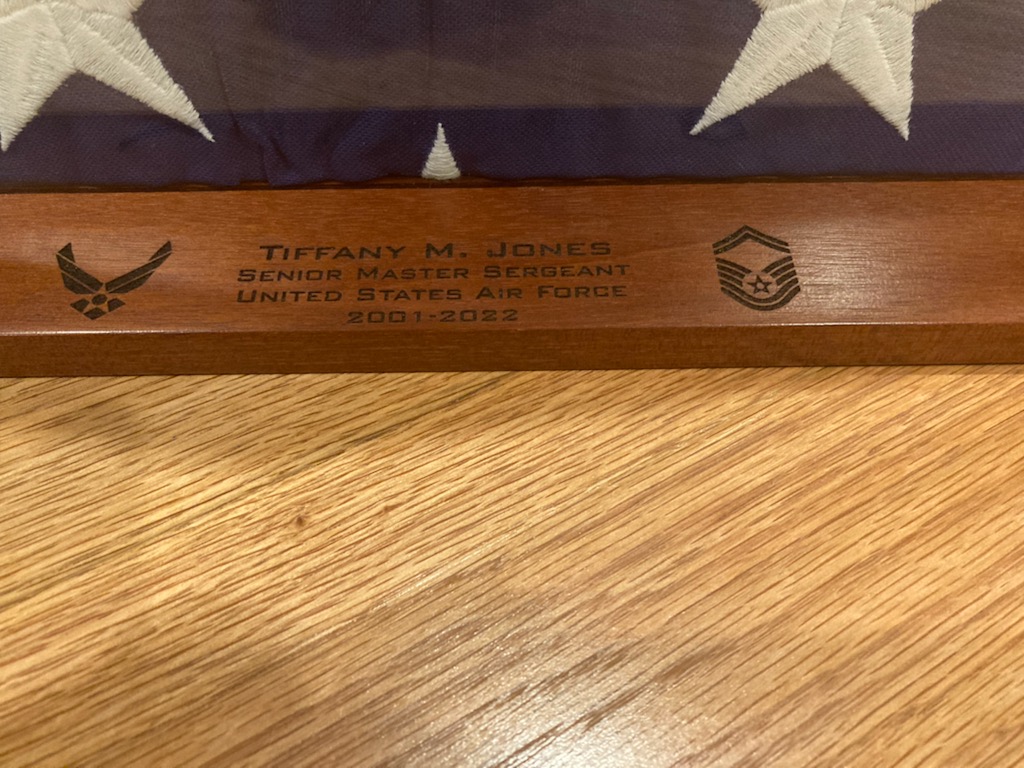 TIFFANY M. JONES
SENIOR MASTER SERGEANT
UNITED STATES AIR FORCE
2001-2022